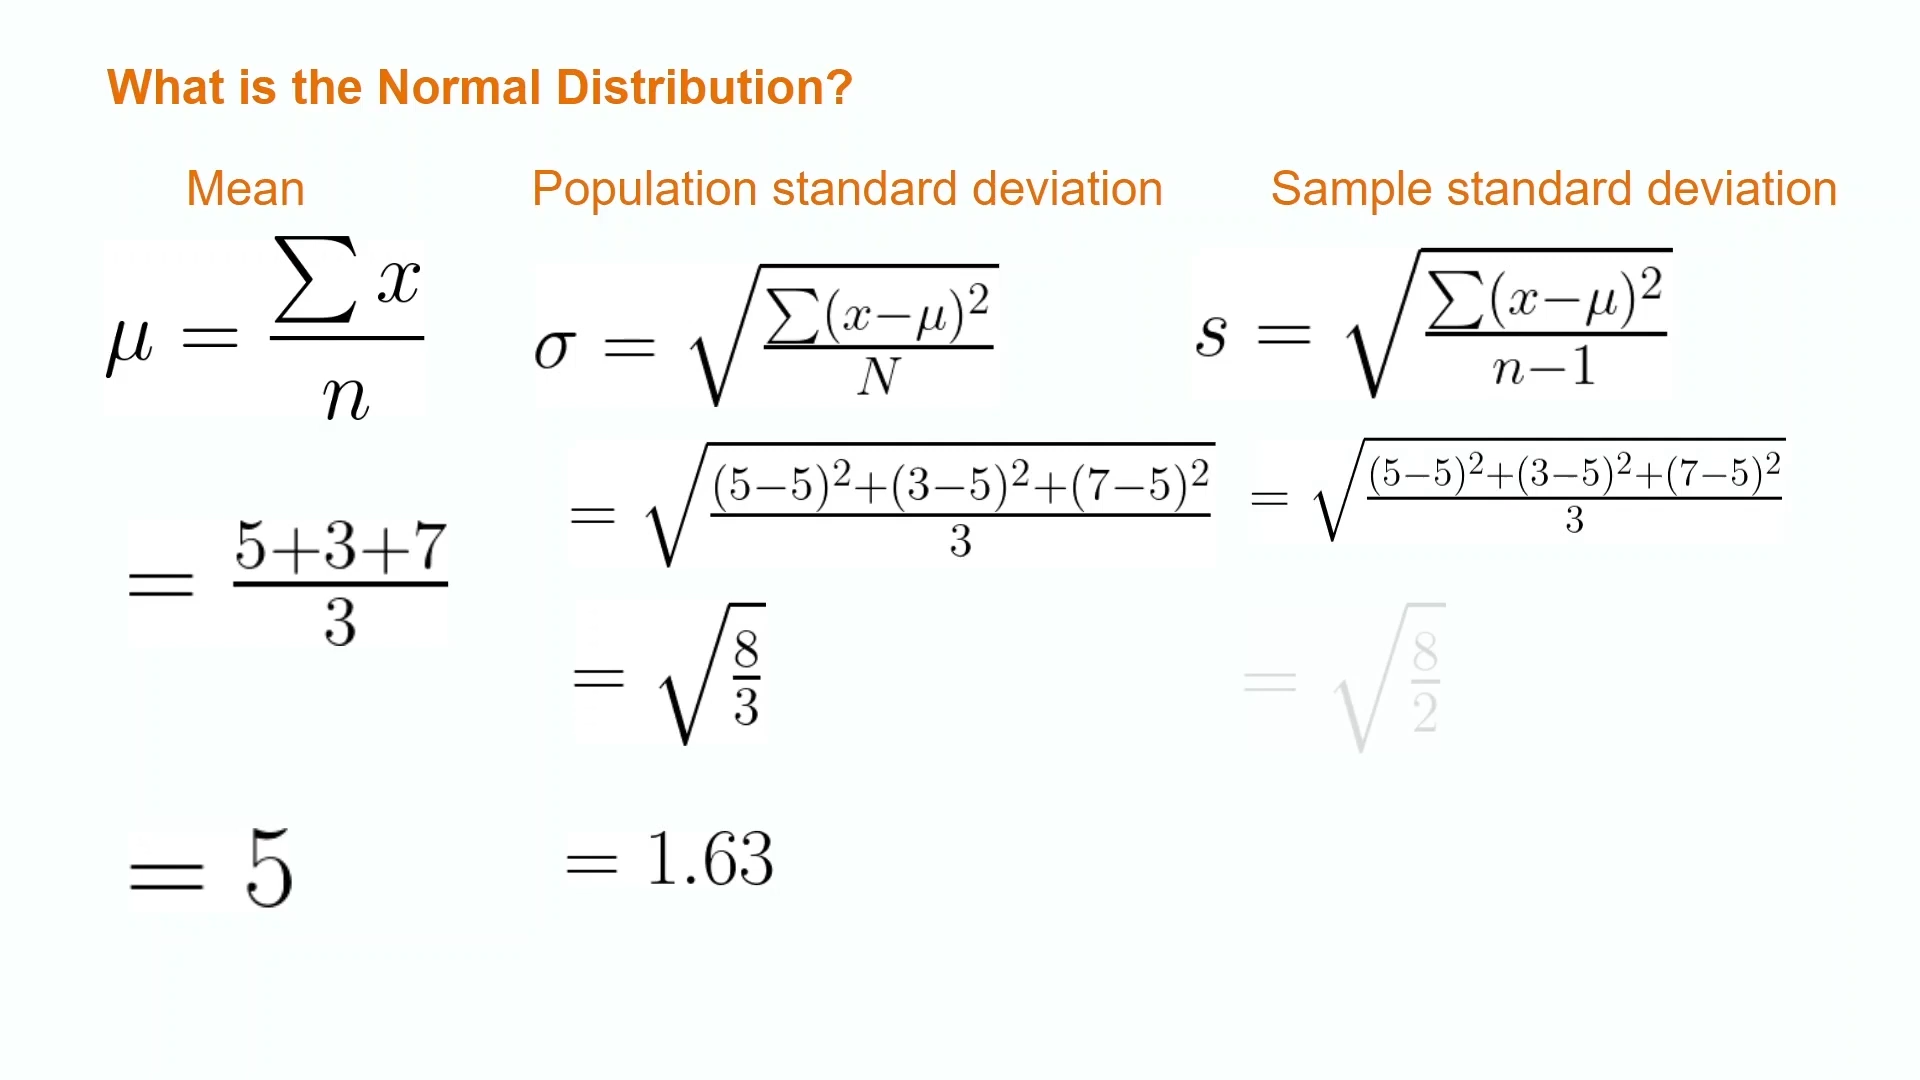 What is the Normal Distribution?
Mean
μ = ∑x / n
= 5+3+7 / 3
= 5
Population standard deviation
σ = √(∑(x−μ)² / N)
= √((5−5)²+(3−5)²+(7−5)² / 3)
= √(8/3)
= 1.63
Sample standard deviation
s = √(∑(x−μ)² / n−1)
= √((5−5)²+(3−5)²+(7−5)² / 3)
= √(8/2)